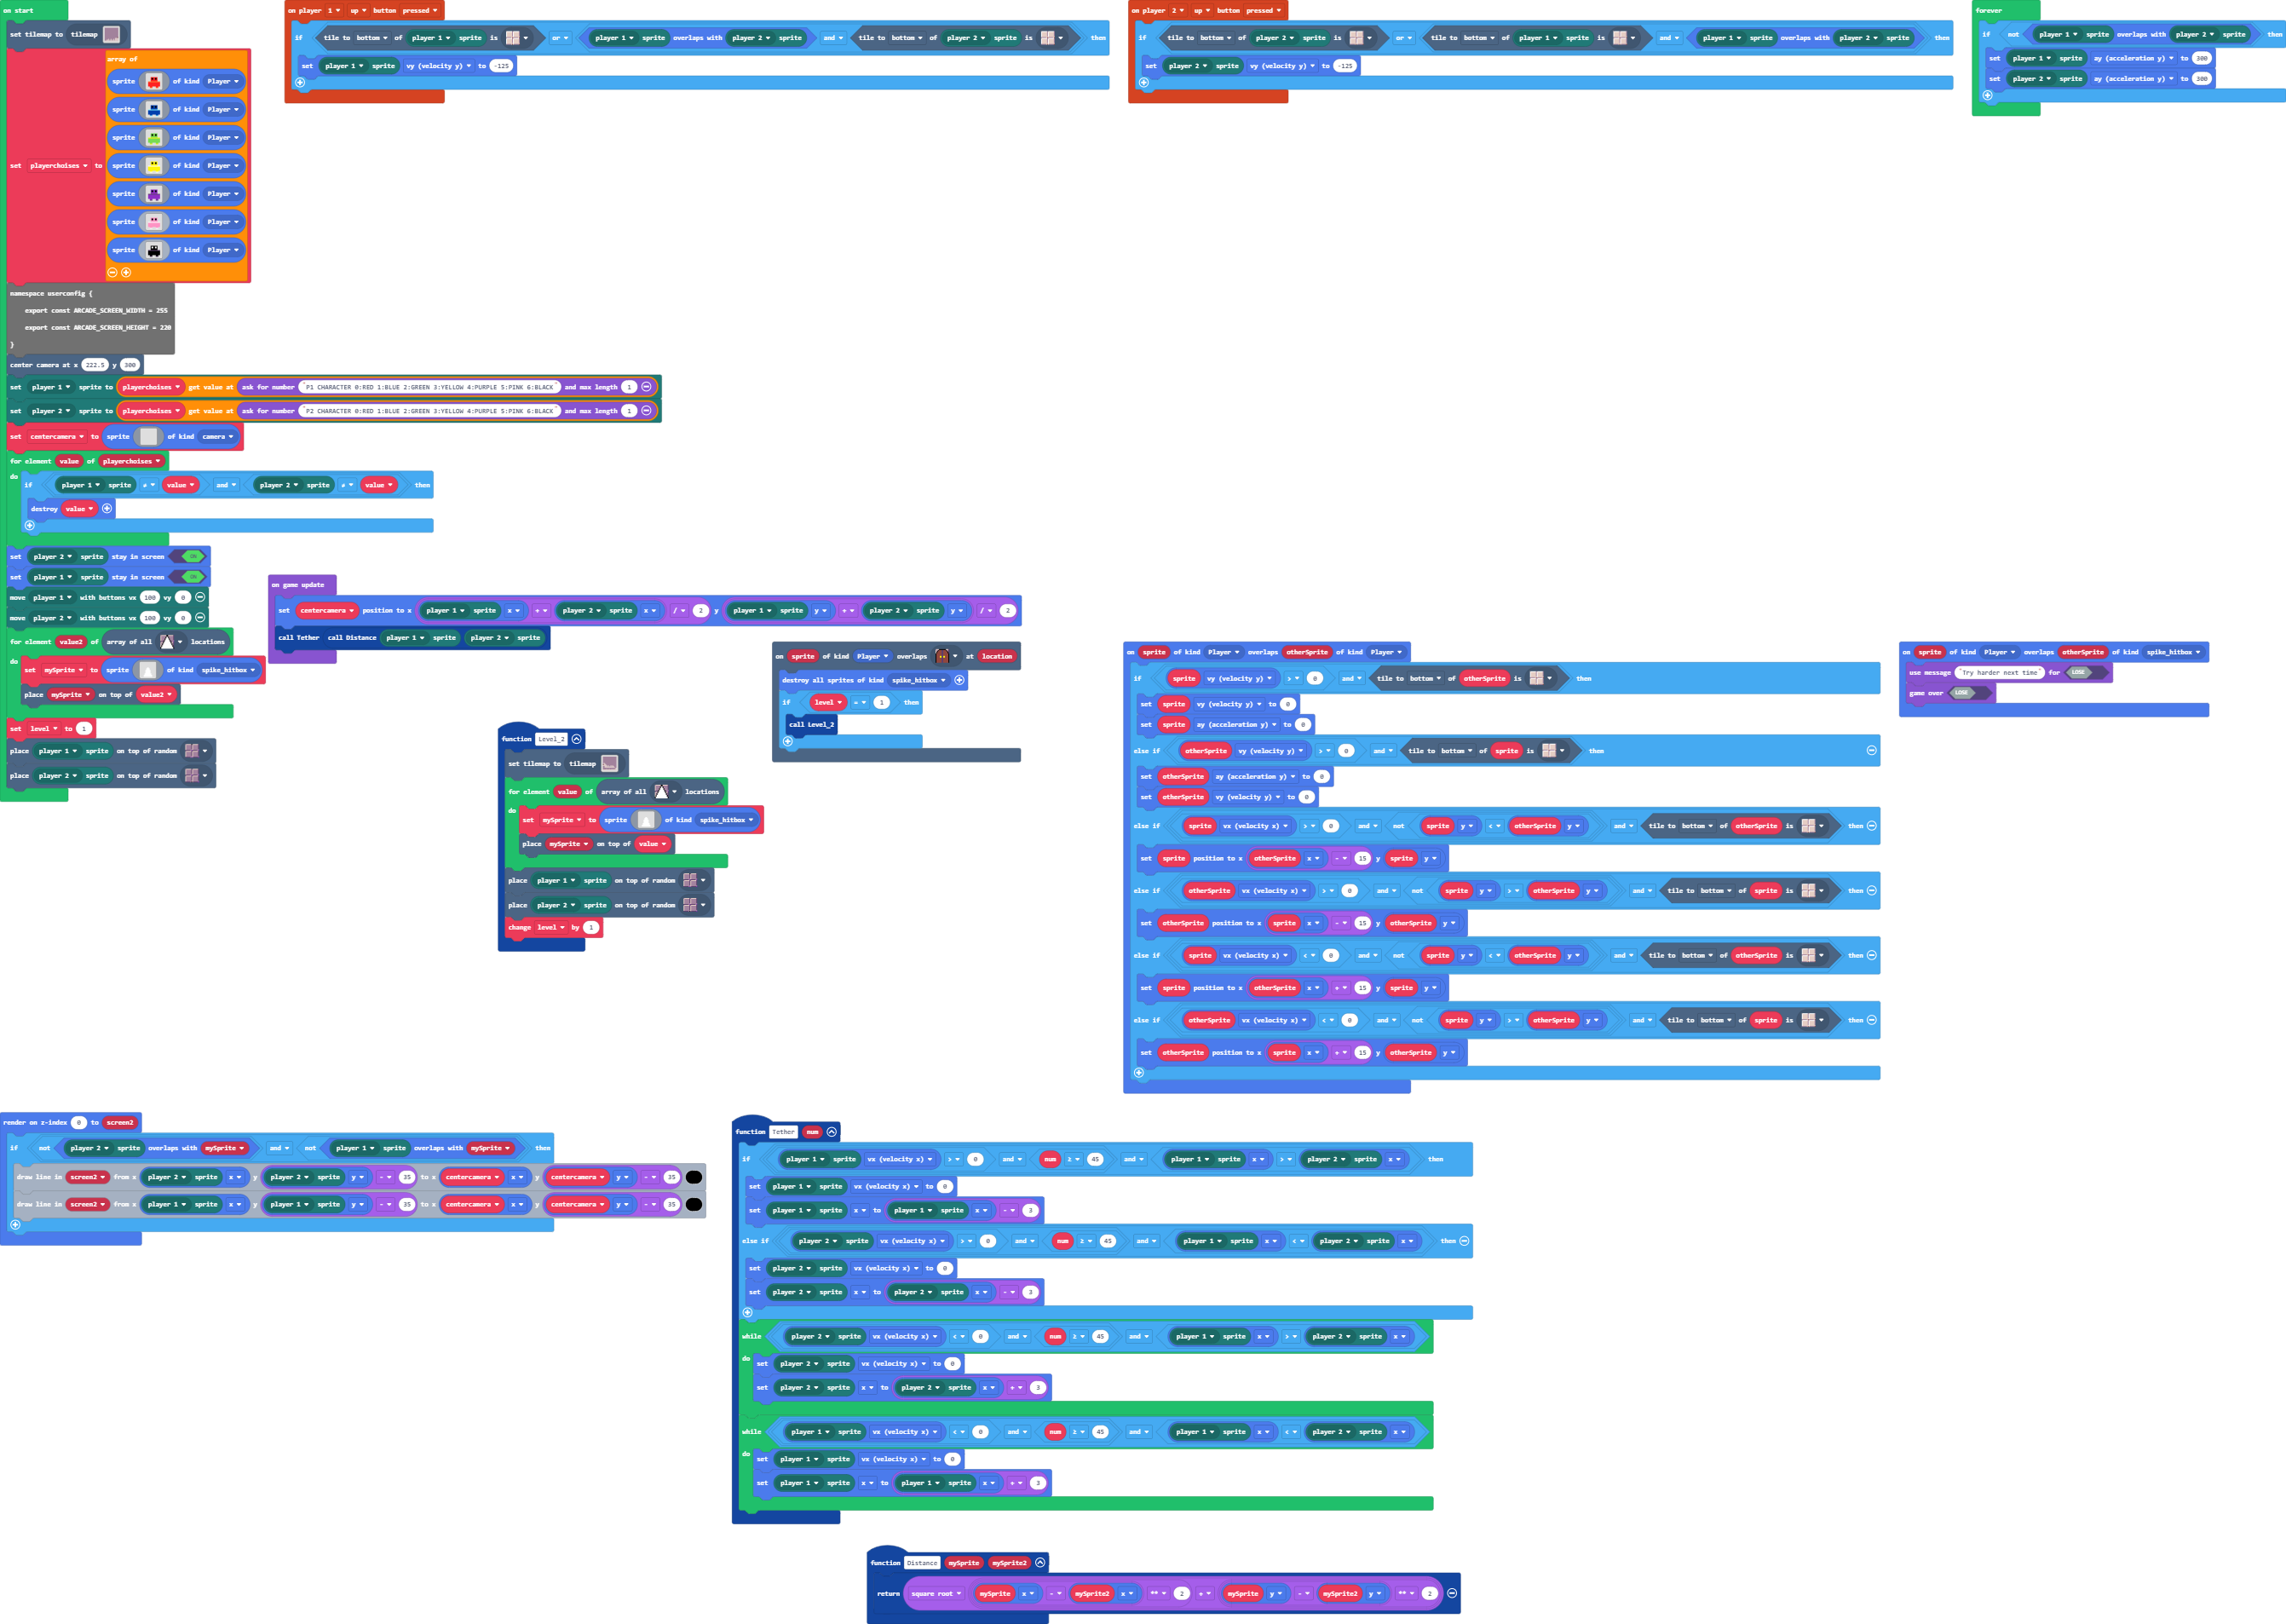 on start
set tilemap to tilemap
set playerchoises to array of
sprite of kind Player
sprite of kind Player
sprite of kind Player
sprite of kind Player
sprite of kind Player
sprite of kind Player
sprite of kind Player
namespace userconfig {
export const ARCADE_SCREEN_WIDTH = 255
export const ARCADE_SCREEN_HEIGHT = 220
}
center camera at x 222.5 y 300
set player 1 sprite to playerchoises get value at ask for number "P1 CHARACTER 0:RED 1:BLUE 2:GREEN 3:YELLOW 4:PURPLE 5:PINK 6:BLACK" and max length 1
set player 2 sprite to playerchoises get value at ask for number "P2 CHARACTER 0:RED 1:BLUE 2:GREEN 3:YELLOW 4:PURPLE 5:PINK 6:BLACK" and max length 1
set centercamera to sprite of kind camera
for element value of playerchoises
do
if player 1 sprite ≠ value and player 2 sprite ≠ value then
destroy value
set player 2 sprite stay in screen ON
set player 1 sprite stay in screen ON
move player 1 with buttons vx 100 vy 0
move player 2 with buttons vx 100 vy 0
for element value2 of array of all locations
do
set mySprite to sprite of kind spike_hitbox
place mySprite on top of value2
set level to 1
place player 1 sprite on top of random
place player 2 sprite on top of random
on player 1 up button pressed
if tile to bottom of player 1 sprite is or player 1 sprite overlaps with player 2 sprite and tile to bottom of player 2 sprite is then
set player 1 sprite vy (velocity y) to -125
on player 2 up button pressed
if tile to bottom of player 2 sprite is or tile to bottom of player 1 sprite is and player 1 sprite overlaps with player 2 sprite then
set player 2 sprite vy (velocity y) to -125
forever
if not player 1 sprite overlaps with player 2 sprite then
set player 1 sprite ay (acceleration y) to 300
set player 2 sprite ay (acceleration y) to 300
on game update
set centercamera position to x player 1 sprite x + player 2 sprite x / 2 y player 1 sprite y + player 2 sprite y / 2
call Tether call Distance player 1 sprite player 2 sprite
function Level_2
set tilemap to tilemap
for element value of array of all locations
do
set mySprite to sprite of kind spike_hitbox
place mySprite on top of value
place player 1 sprite on top of random
place player 2 sprite on top of random
change level by 1
on sprite of kind Player overlaps at location
destroy all sprites of kind spike_hitbox
if level = 1 then
call Level_2
on sprite of kind Player overlaps otherSprite of kind Player
if sprite vy (velocity y) > 0 and tile to bottom of otherSprite is then
set sprite vy (velocity y) to 0
set sprite ay (acceleration y) to 0
else if otherSprite vy (velocity y) > 0 and tile to bottom of sprite is then
set otherSprite ay (acceleration y) to 0
set otherSprite vy (velocity y) to 0
else if sprite vx (velocity x) > 0 and not sprite y < otherSprite y and tile to bottom of otherSprite is then
set sprite position to x otherSprite x - 15 y sprite y
else if otherSprite vx (velocity x) > 0 and not sprite y > otherSprite y and tile to bottom of sprite is then
set otherSprite position to x sprite x - 15 y otherSprite y
else if sprite vx (velocity x) < 0 and not sprite y < otherSprite y and tile to bottom of otherSprite is then
set sprite position to x otherSprite x + 15 y sprite y
else if otherSprite vx (velocity x) < 0 and not sprite y > otherSprite y and tile to bottom of sprite is then
set otherSprite position to x sprite x + 15 y otherSprite y
on sprite of kind Player overlaps otherSprite of kind spike_hitbox
use message "Try harder next time" for LOSE
game over LOSE
render on z-index 0 to screen2
if not player 2 sprite overlaps with mySprite and not player 1 sprite overlaps with mySprite then
draw line in screen2 from x player 2 sprite x y player 2 sprite y - 35 to x centercamera x y centercamera y - 35
draw line in screen2 from x player 1 sprite x y player 1 sprite y - 35 to x centercamera x y centercamera y - 35
function Tether num
if player 1 sprite vx (velocity x) > 0 and num ≥ 45 and player 1 sprite x > player 2 sprite x then
set player 1 sprite vx (velocity x) to 0
set player 1 sprite x to player 1 sprite x - 3
else if player 2 sprite vx (velocity x) > 0 and num ≥ 45 and player 1 sprite x < player 2 sprite x then
set player 2 sprite vx (velocity x) to 0
set player 2 sprite x to player 2 sprite x - 3
while player 2 sprite vx (velocity x) < 0 and num ≥ 45 and player 1 sprite x > player 2 sprite x
do
set player 2 sprite vx (velocity x) to 0
set player 2 sprite x to player 2 sprite x + 3
while player 1 sprite vx (velocity x) < 0 and num ≥ 45 and player 1 sprite x < player 2 sprite x
do
set player 1 sprite vx (velocity x) to 0
set player 1 sprite x to player 1 sprite x + 3
function Distance mySprite mySprite2
return square root mySprite x - mySprite2 x ** 2 + mySprite y - mySprite2 y ** 2